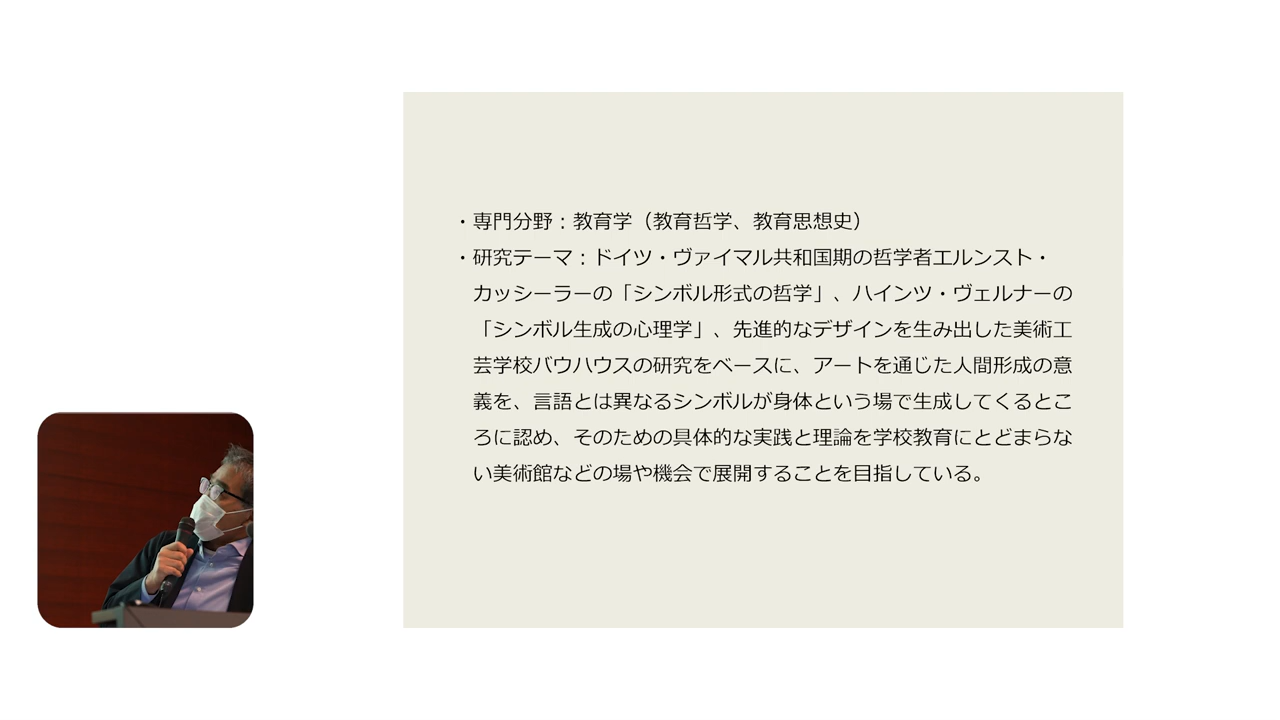 ・専門分野：教育学（教育哲学、教育思想史）
・研究テーマ：ドイツ・ヴァイマル共和国期の哲学者エルンスト・
カッシーラーの「シンボル形式の哲学」、ハインツ・ヴェルナーの
「シンボル生成の心理学」、先進的なデザインを生み出した美術工
芸学校バウハウスの研究をベースに、アートを通じた人間形成の意
義を、言語とは異なるシンボルが身体という場で生成してくるとこ
ろに認め、そのための具体的な実践と理論を学校教育にとどまらな
い美術館などの場や機会で展開することを目指している。